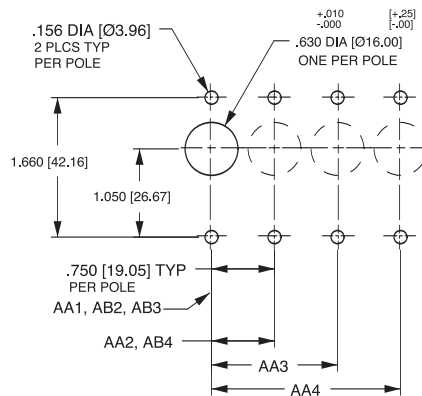 +.010 [+.25]
-.000 [-.00]
.156 DIA [Ø3.96]
2 PLCS TYP
PER POLE
.630 DIA [Ø16.00]
ONE PER POLE
1.660 [42.16]
1.050 [26.67]
.750 [19.05] TYP
PER POLE
AA1, AB2, AB3
AA2, AB4
AA3
AA4